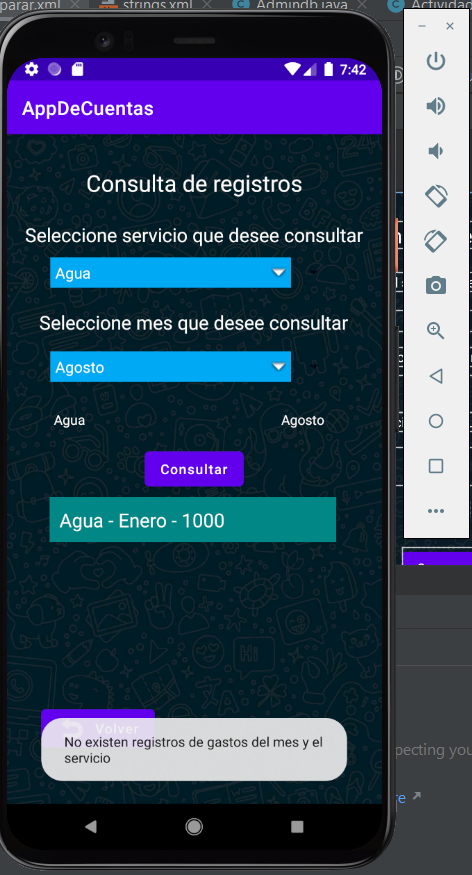 parar.xml
strings.xml
Admindb.java
Actividad
7:42
AppDeCuentas
Consulta de registros
Seleccione servicio que desee consultar
Agua
Seleccione mes que desee consultar
Agosto
Agua Agosto
Consultar
Agua - Enero - 1000
Volver
No existen registros de gastos del mes y el
servicio
pecting you
re